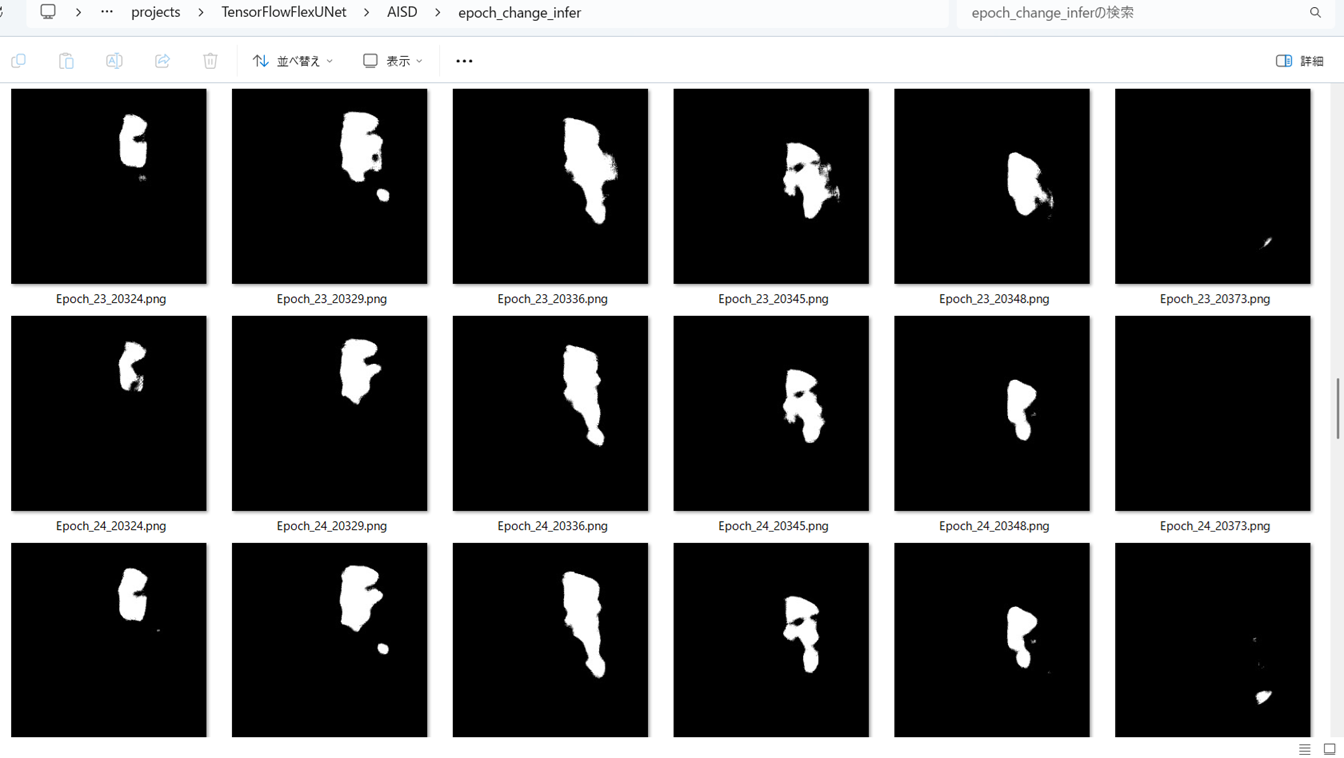 projects > TensorFlowFlexUNet > AISD > epoch_change_infer epoch_change_inferの検索
並べ替え 表示 詳細
Epoch_23_20324.png Epoch_23_20329.png Epoch_23_20336.png Epoch_23_20345.png Epoch_23_20348.png Epoch_23_20373.png
Epoch_24_20324.png Epoch_24_20329.png Epoch_24_20336.png Epoch_24_20345.png Epoch_24_20348.png Epoch_24_20373.png